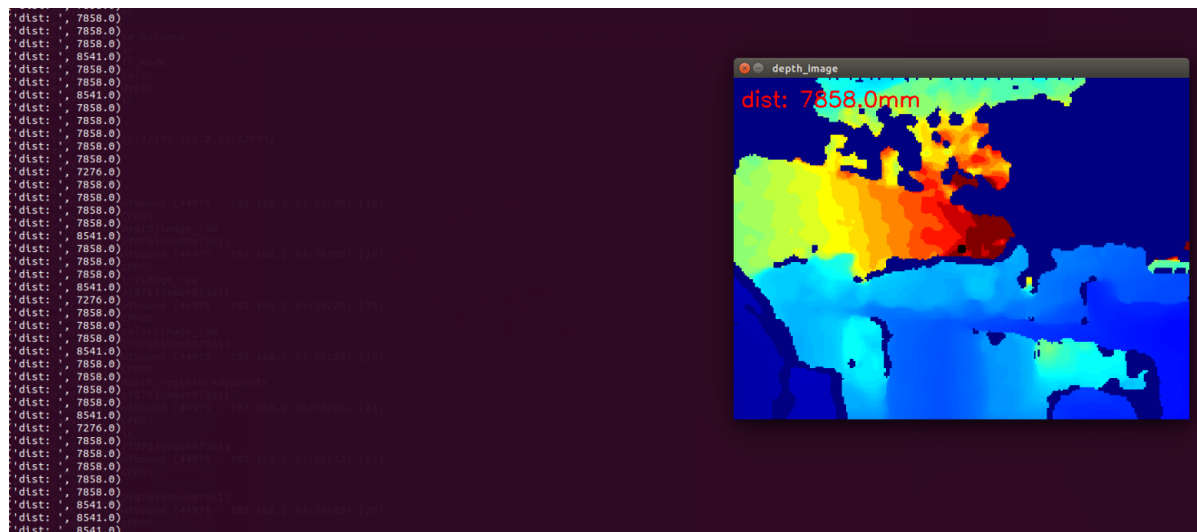 ('dist: ', 7858.0)
('dist: ', 7858.0)
('dist: ', 7858.0)
('dist: ', 8541.0)
('dist: ', 7858.0)
('dist: ', 7858.0)
('dist: ', 8541.0)
('dist: ', 7858.0)
('dist: ', 7858.0)
('dist: ', 7858.0)
('dist: ', 7858.0)
('dist: ', 7858.0)
('dist: ', 7276.0)
('dist: ', 7858.0)
('dist: ', 7858.0)
('dist: ', 7858.0)
('dist: ', 7858.0)
('dist: ', 8541.0)
('dist: ', 7858.0)
('dist: ', 7858.0)
('dist: ', 7858.0)
('dist: ', 8541.0)
('dist: ', 7276.0)
('dist: ', 7858.0)
('dist: ', 7858.0)
('dist: ', 7858.0)
('dist: ', 8541.0)
('dist: ', 7858.0)
('dist: ', 7858.0)
('dist: ', 7858.0)
('dist: ', 7858.0)
('dist: ', 8541.0)
('dist: ', 7276.0)
('dist: ', 7858.0)
('dist: ', 7858.0)
('dist: ', 7858.0)
('dist: ', 7858.0)
('dist: ', 7858.0)
('dist: ', 8541.0)
('dist: ', 8541.0)
('dist: ', 8541.0)
depth_image
dist: 7858.0mm